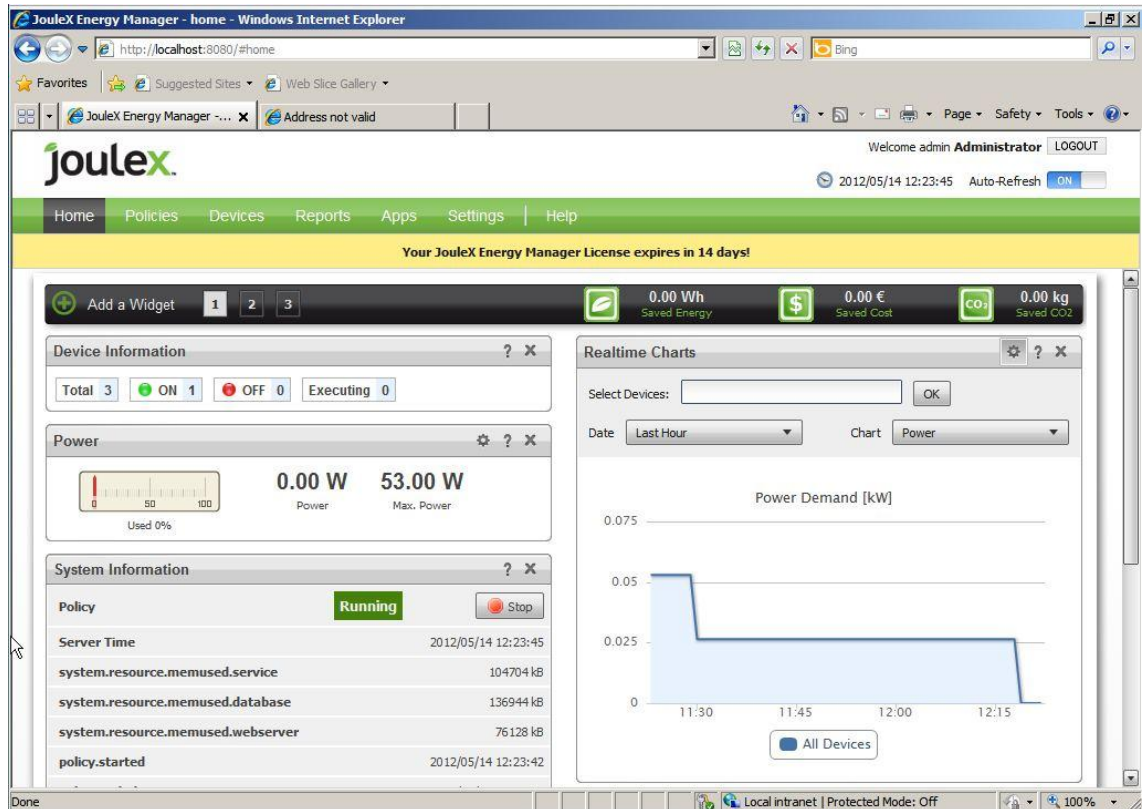 JouleX Energy Manager - home - Windows Internet Explorer
http://localhost:8080/#home
Bing
Favorites Suggested Sites Web Slice Gallery
JouleX Energy Manager -... Address not valid
Page Safety Tools
joulex
Welcome admin Administrator LOGOUT
2012/05/14 12:23:45 Auto-Refresh ON
Home Policies Devices Reports Apps Settings Help
Your JouleX Energy Manager License expires in 14 days!
Add a Widget 1 2 3
0.00 Wh
Saved Energy
$
0.00 €
Saved Cost
CO2
0.00 kg
Saved CO2
Device Information ? X
Total 3 ON 1 OFF 0 Executing 0
Power ? X
0 50 100
Used 0%
0.00 W
Power
53.00 W
Max. Power
System Information ? X
Policy Running Stop
Server Time 2012/05/14 12:23:45
system.resource.memused.service 104704 kB
system.resource.memused.database 136944 kB
system.resource.memused.webserver 76128 kB
policy.started 2012/05/14 12:23:42
Realtime Charts ? X
Select Devices: OK
Date Last Hour Chart Power
Power Demand [kW]
0.075
0.05
0.025
0
11:30 11:45 12:00 12:15
All Devices
Done Local intranet | Protected Mode: Off 100%